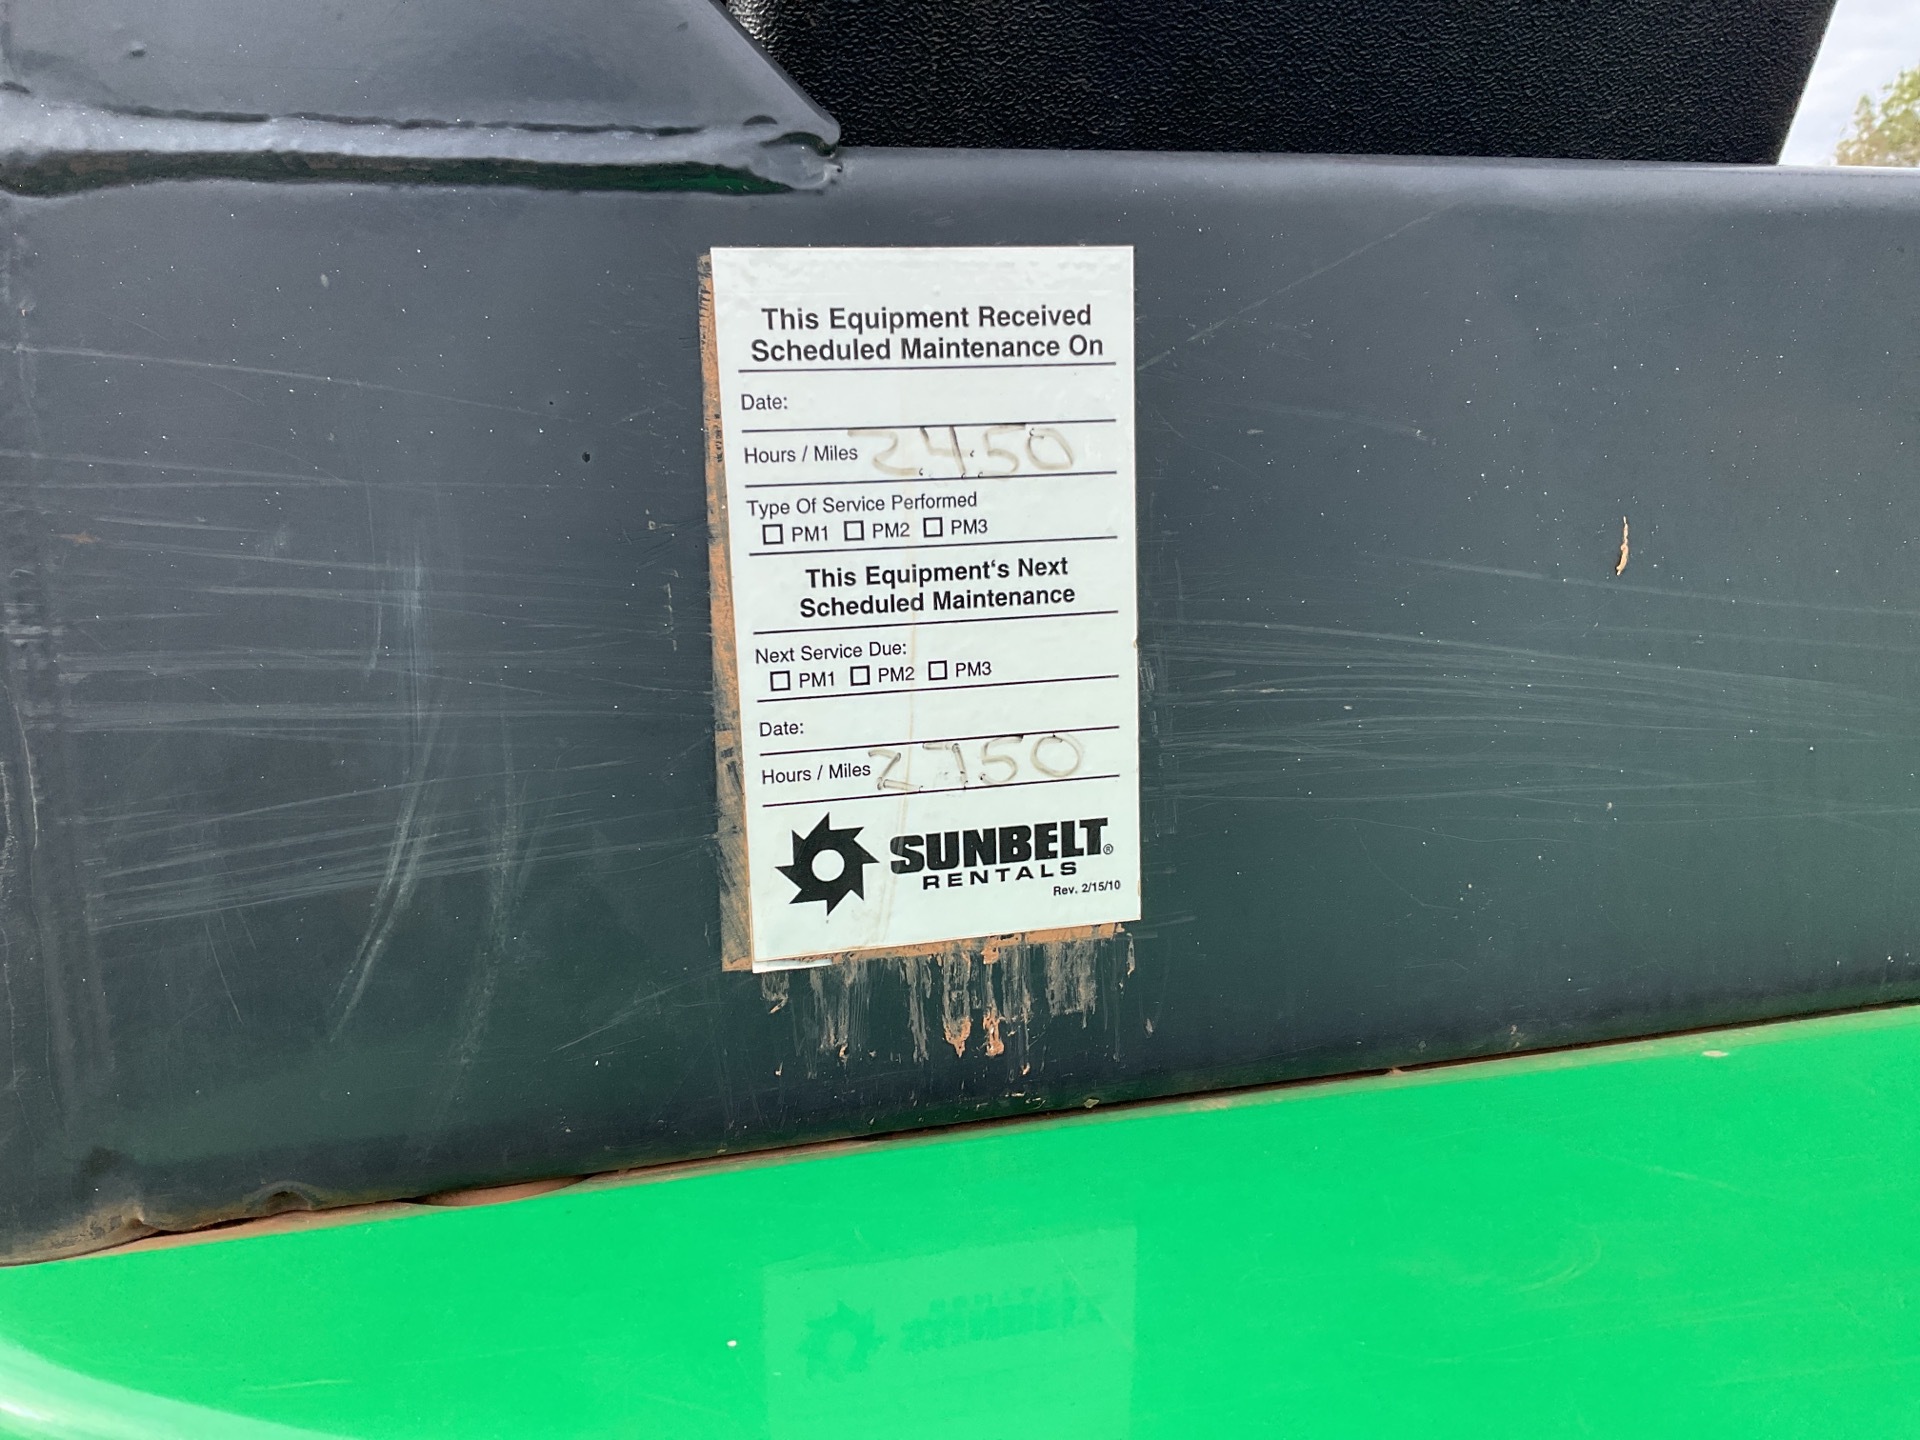 This Equipment Received
Scheduled Maintenance On
Date:
Hours / Miles 2450
Type Of Service Performed
PM1 PM2 PM3
This Equipment's Next
Scheduled Maintenance
Next Service Due:
PM1 PM2 PM3
Date:
Hours / Miles 2750
SUNBELT®
RENTALS
Rev. 2/15/10